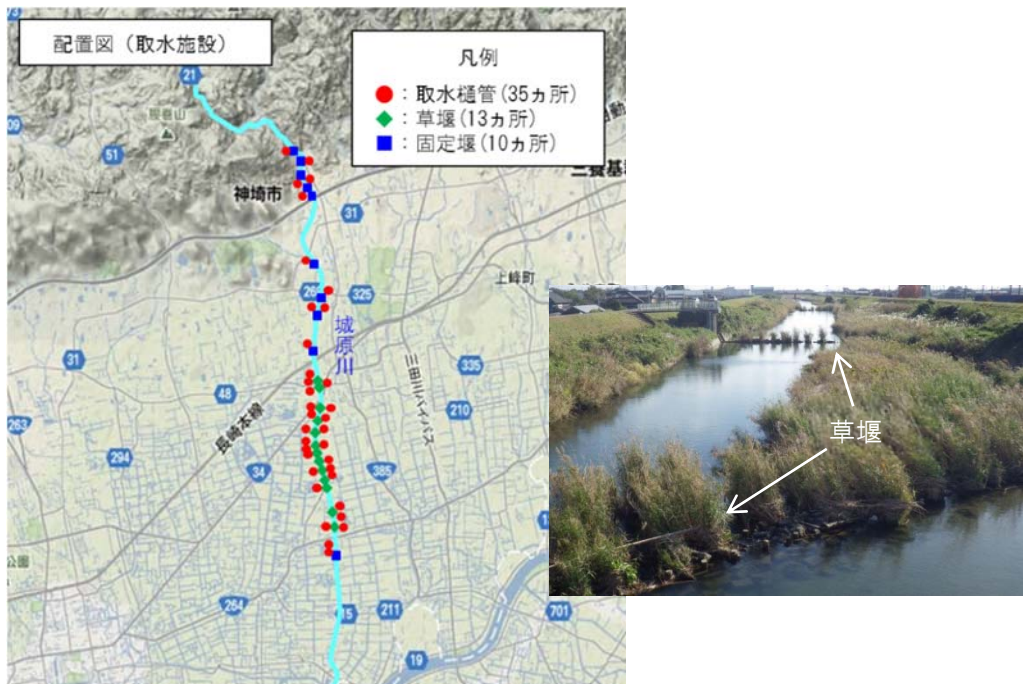 配置図（取水施設）
凡例
：取水樋管(35ヵ所)
：草堰(13ヵ所)
：固定堰(10ヵ所)
73
21
51
神埼市
31
上峰町
325
城原川
31
335
48
三田川バイパス
210
263
長崎本線
294
34
385
公園
264
15
211
701
19
草堰